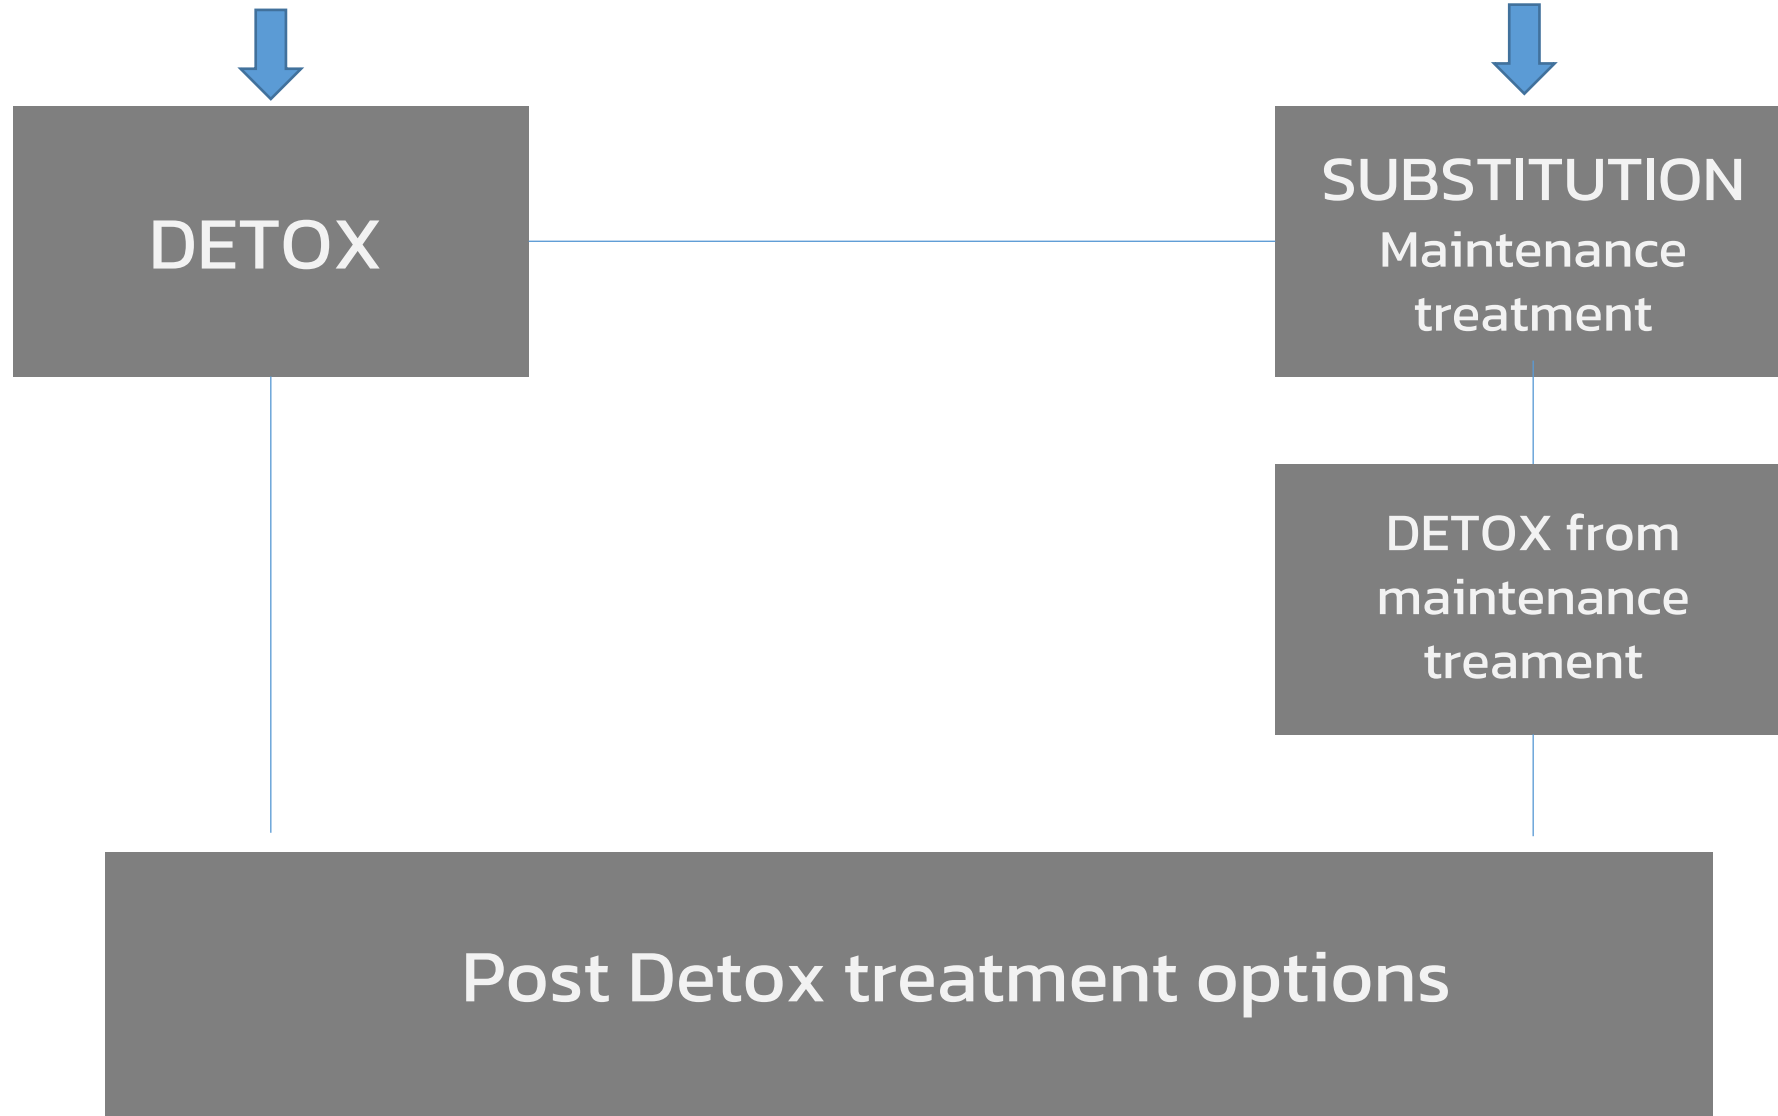 DETOX
SUBSTITUTION
Maintenance
treatment
DETOX from
maintenance
treament
Post Detox treatment options